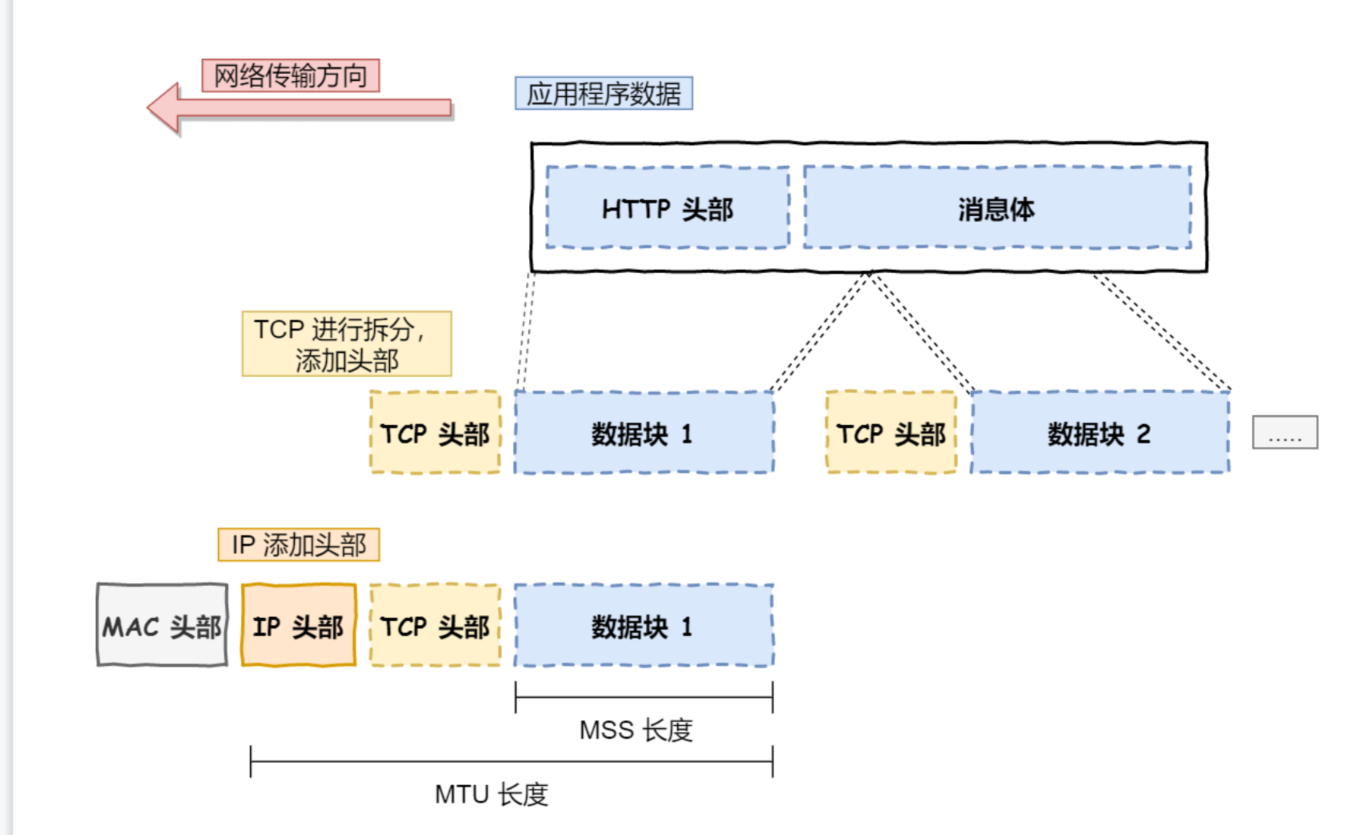 网络传输方向
应用程序数据
HTTP 头部
消息体
TCP 进行拆分，
添加头部
TCP 头部
数据块 1
TCP 头部
数据块 2
.....
IP 添加头部
MAC 头部
IP 头部
TCP 头部
数据块 1
MSS 长度
MTU 长度